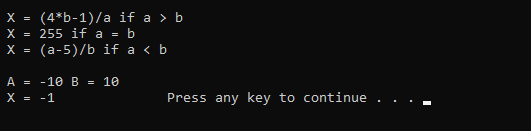 X = (4*b-1)/a if a > b
X = 255 if a = b
X = (a-5)/b if a < b
A = -10 B = 10
X = -1 Press any key to continue . . .